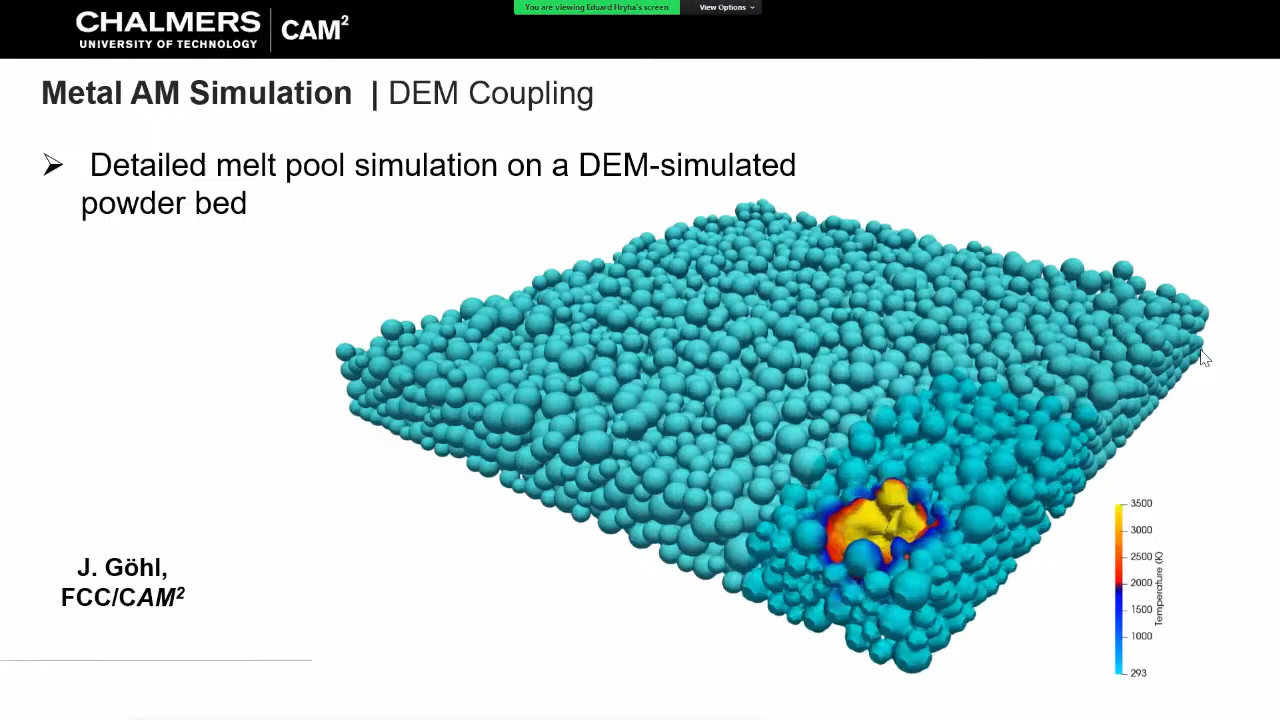 You are viewing Eduard Hryha's screen
View Options
CHALMERS
UNIVERSITY OF TECHNOLOGY
CAM²
Metal AM Simulation | DEM Coupling
➢ Detailed melt pool simulation on a DEM-simulated
powder bed
J. Göhl,
FCC/CAM²
3500
3000
2500
2000
1500
1000
293
Temperature (K)